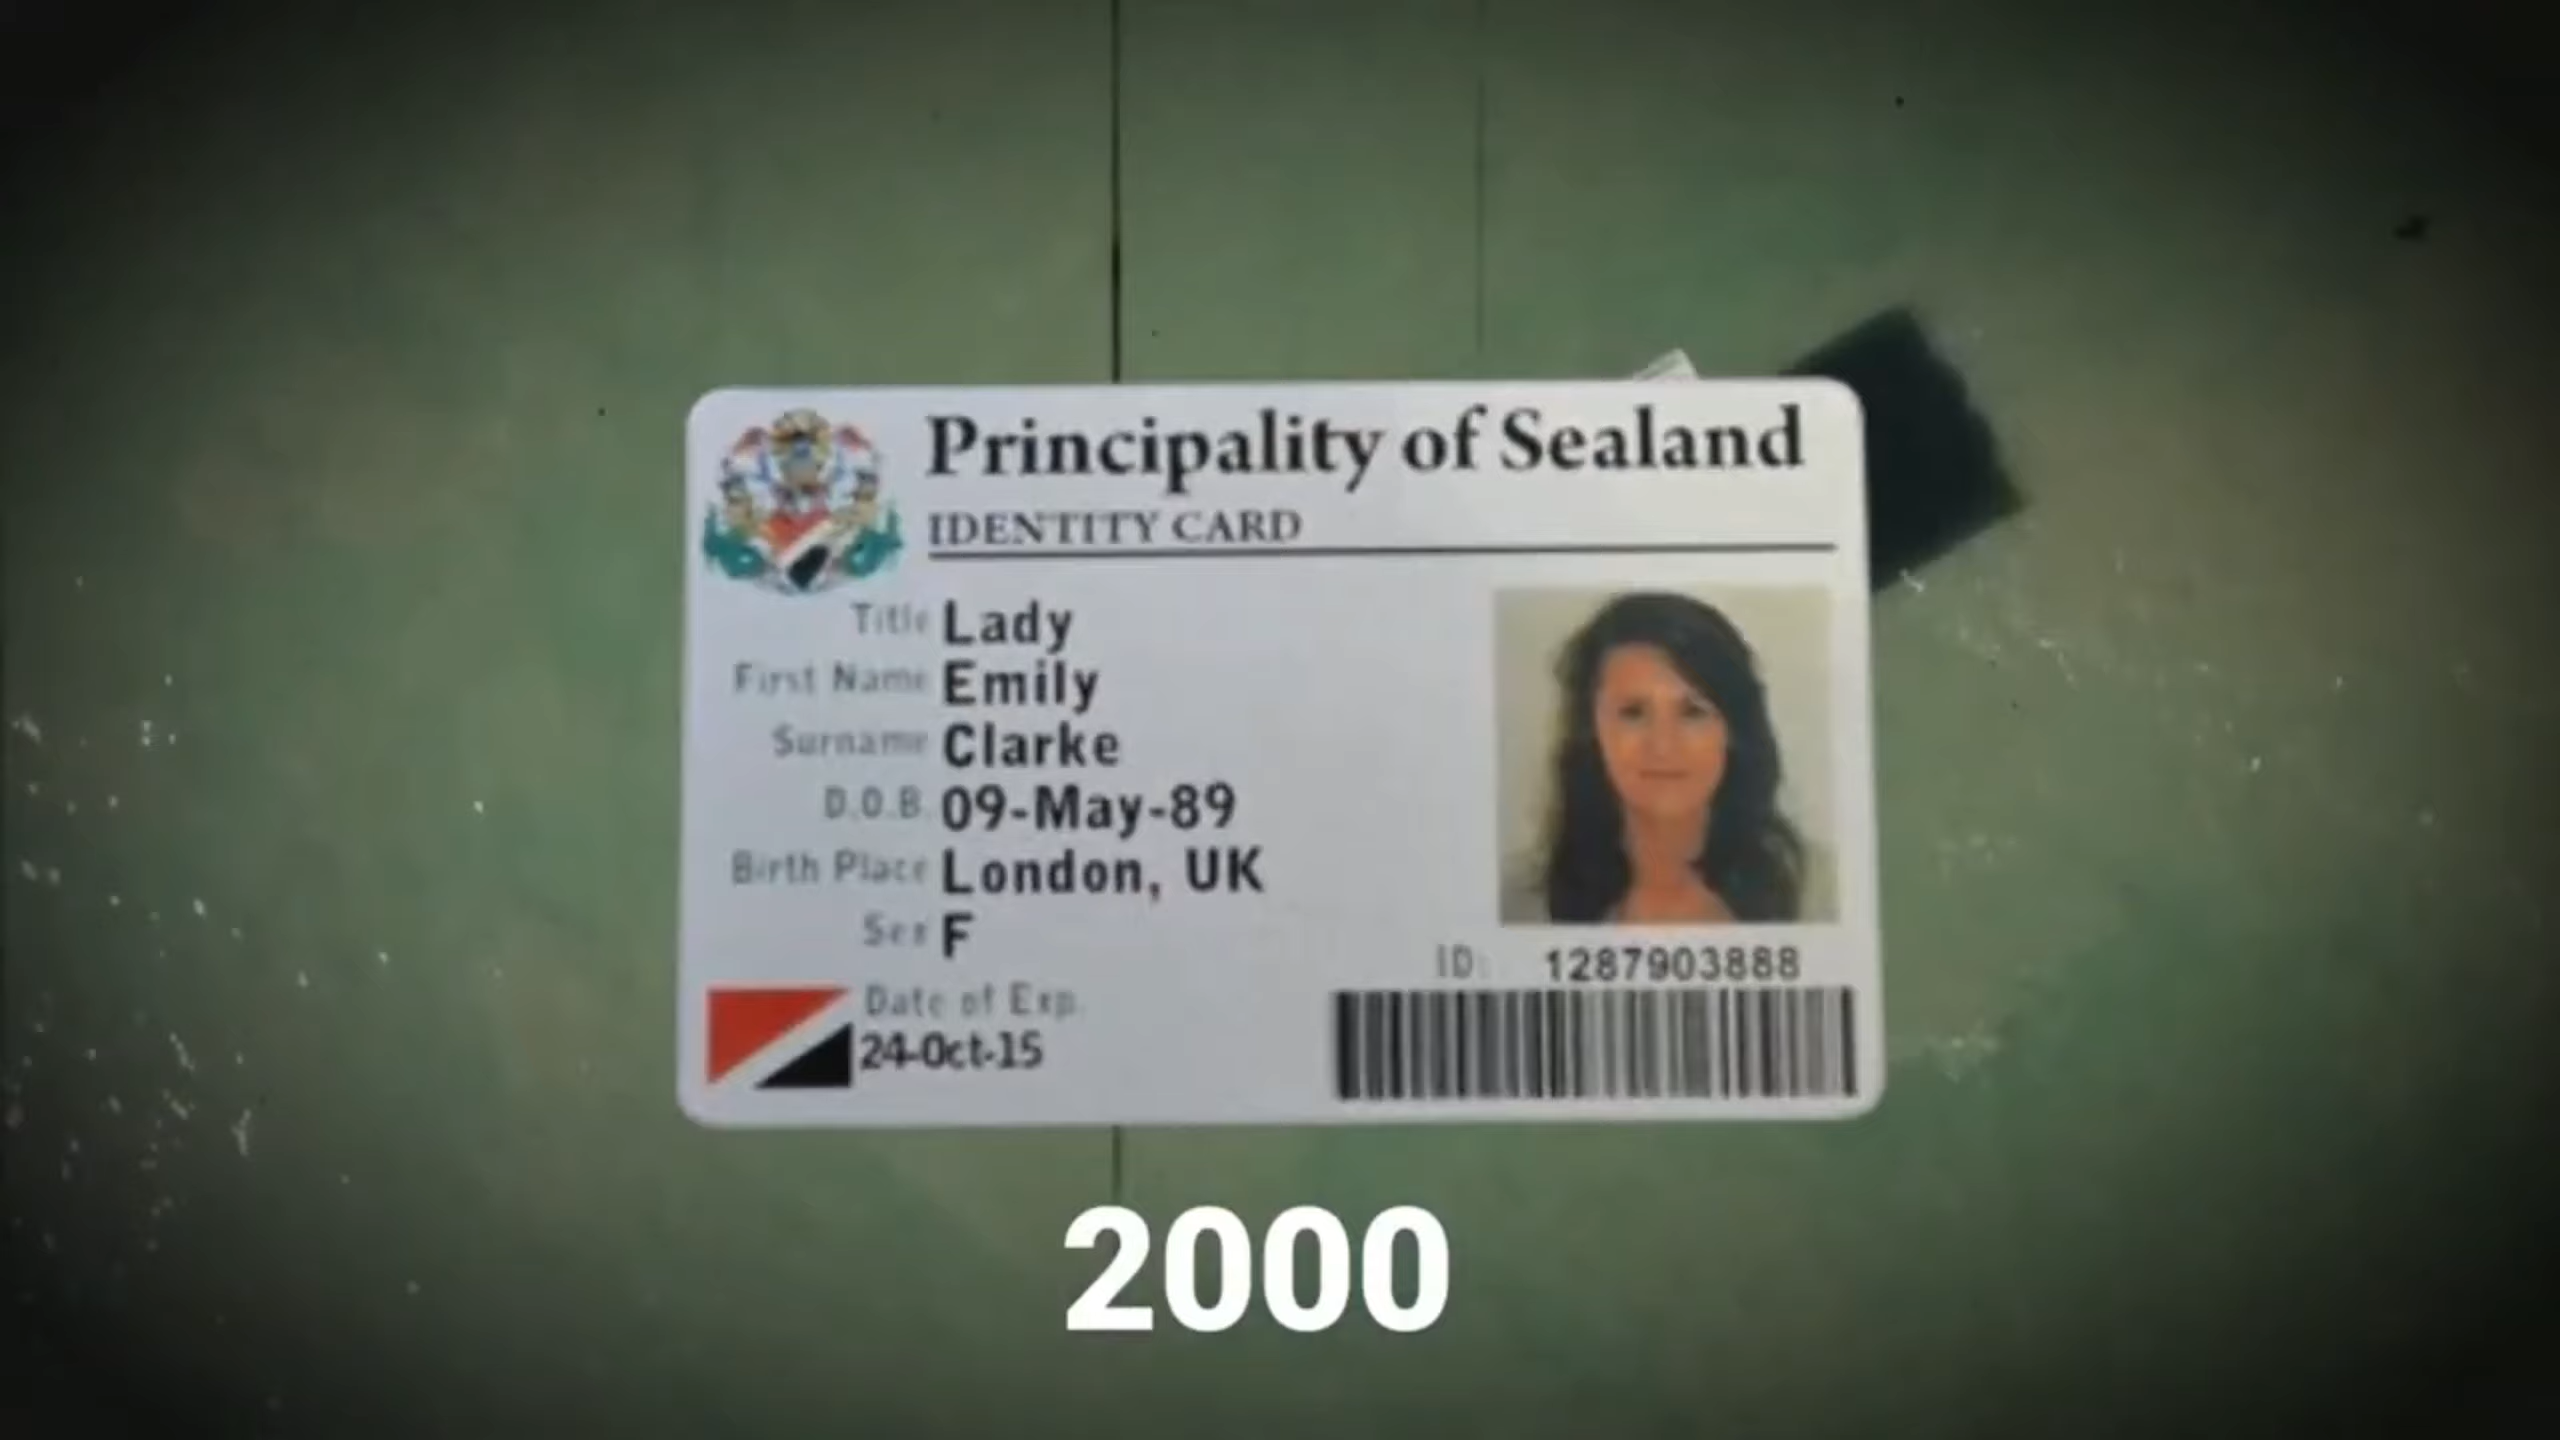 Principality of Sealand
IDENTITY CARD
Title Lady
First Name Emily
Surname Clarke
D.O.B. 09-May-89
Birth Place London, UK
Sex F
Date of Exp.
24-Oct-15
ID: 1287903888
2000